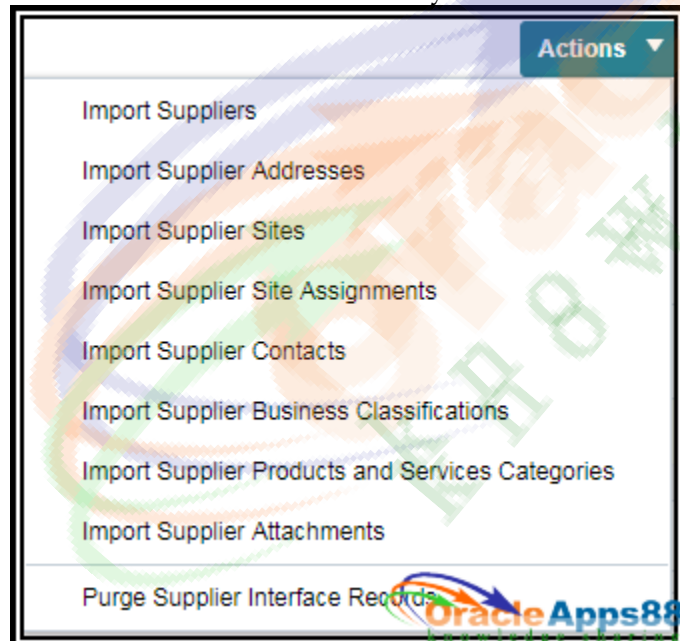 Actions
Import Suppliers
Import Supplier Addresses
Import Supplier Sites
Import Supplier Site Assignments
Import Supplier Contacts
Import Supplier Business Classifications
Import Supplier Products and Services Categories
Import Supplier Attachments
Purge Supplier Interface Records
OracleApps88